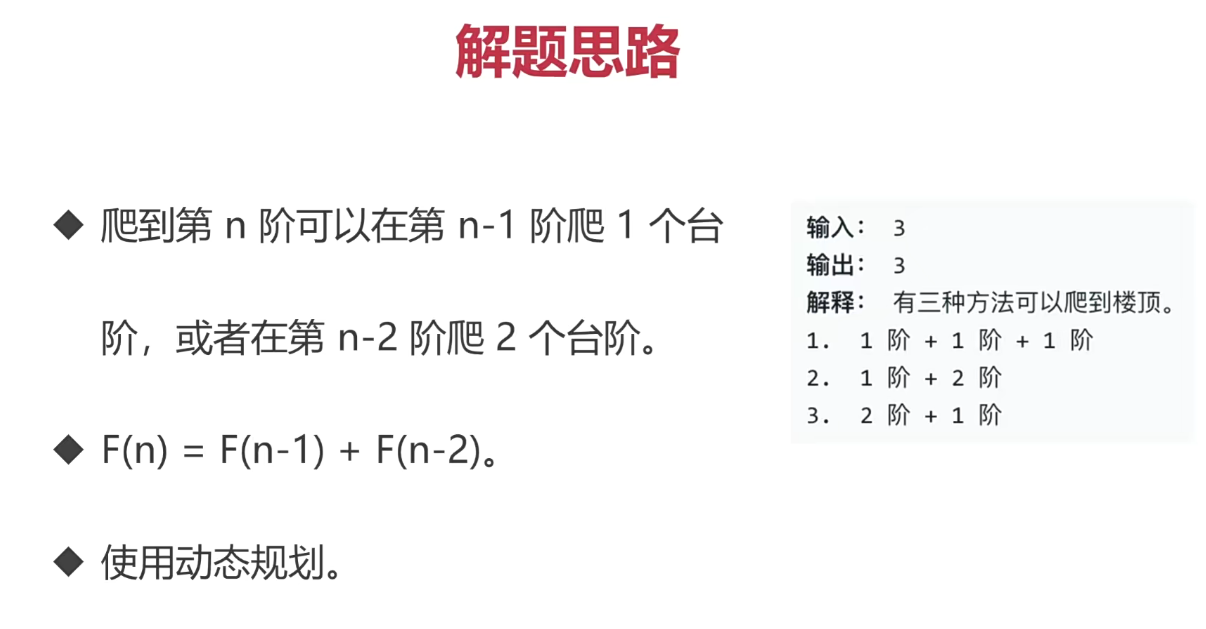 解题思路
◆ 爬到第 n 阶可以在第 n-1 阶爬 1 个台
阶，或者在第 n-2 阶爬 2 个台阶。
◆ F(n) = F(n-1) + F(n-2)。
◆ 使用动态规划。
输入： 3
输出： 3
解释： 有三种方法可以爬到楼顶。
1. 1 阶 + 1 阶 + 1 阶
2. 1 阶 + 2 阶
3. 2 阶 + 1 阶